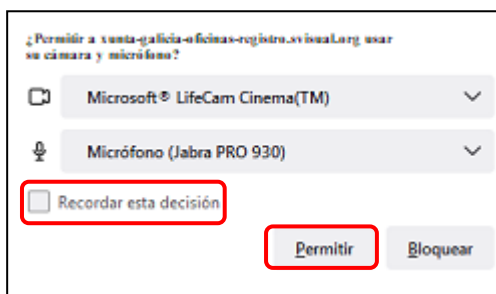 ¿Permitir a xunta-galicia-oficinas-registro.svisual.org usar
su cámara y micrófono?
Microsoft® LifeCam Cinema(TM)
Micrófono (Jabra PRO 930)
Recordar esta decisión
Permitir Bloquear